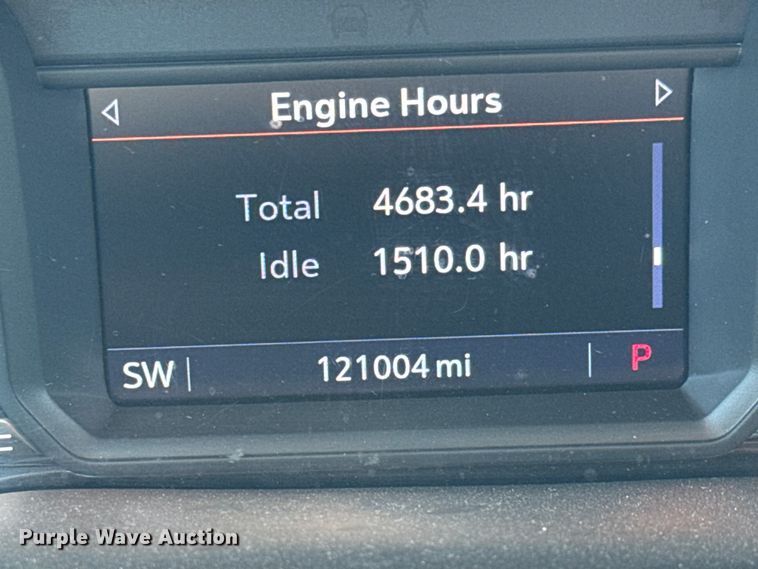 Engine Hours
Total 4683.4 hr
Idle 1510.0 hr
SW 121004 mi P
Purple Wave Auction